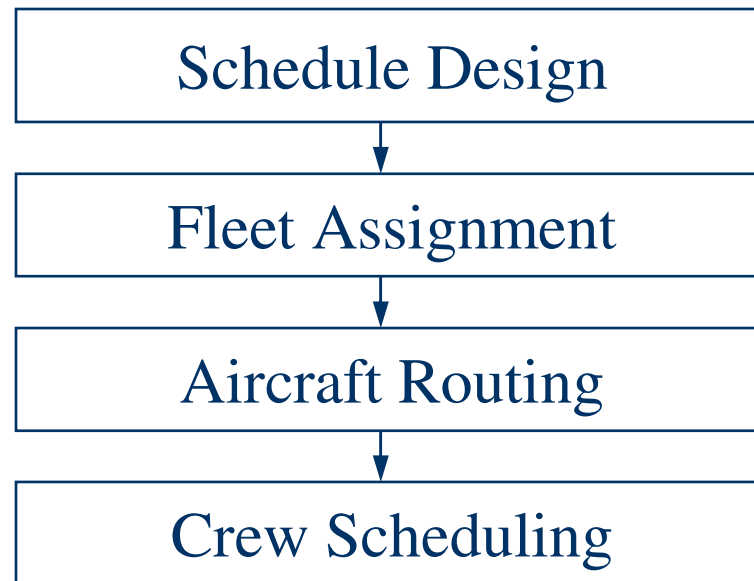 Schedule Design
Fleet Assignment
Aircraft Routing
Crew Scheduling